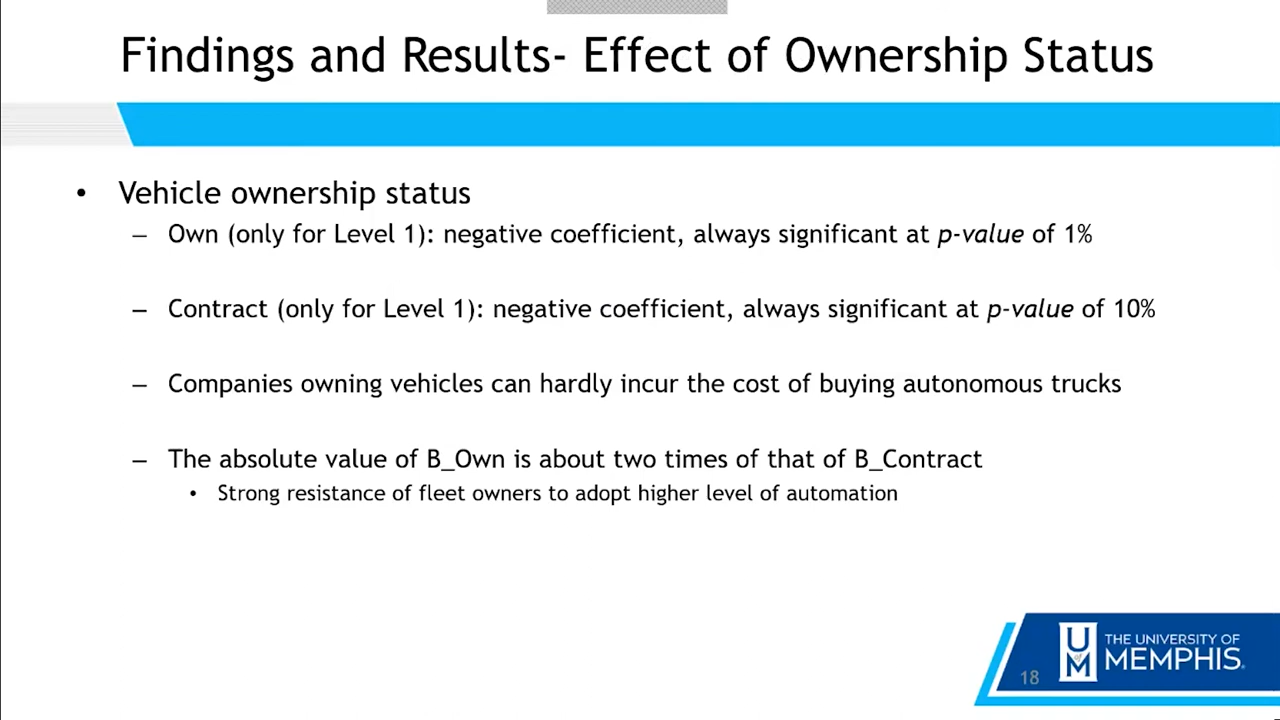 Findings and Results- Effect of Ownership Status
• Vehicle ownership status
– Own (only for Level 1): negative coefficient, always significant at p-value of 1%
– Contract (only for Level 1): negative coefficient, always significant at p-value of 10%
– Companies owning vehicles can hardly incur the cost of buying autonomous trucks
– The absolute value of B_Own is about two times of that of B_Contract
• Strong resistance of fleet owners to adopt higher level of automation
18
U of M
THE UNIVERSITY OF
MEMPHIS.